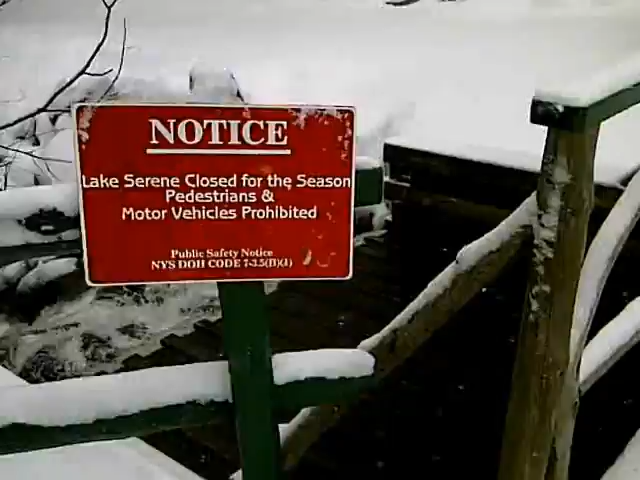 NOTICE
Lake Serene Closed for the Season
Pedestrians &
Motor Vehicles Prohibited
Public Safety Notice
NYS DOH CODE 7-3.5(B)(1)